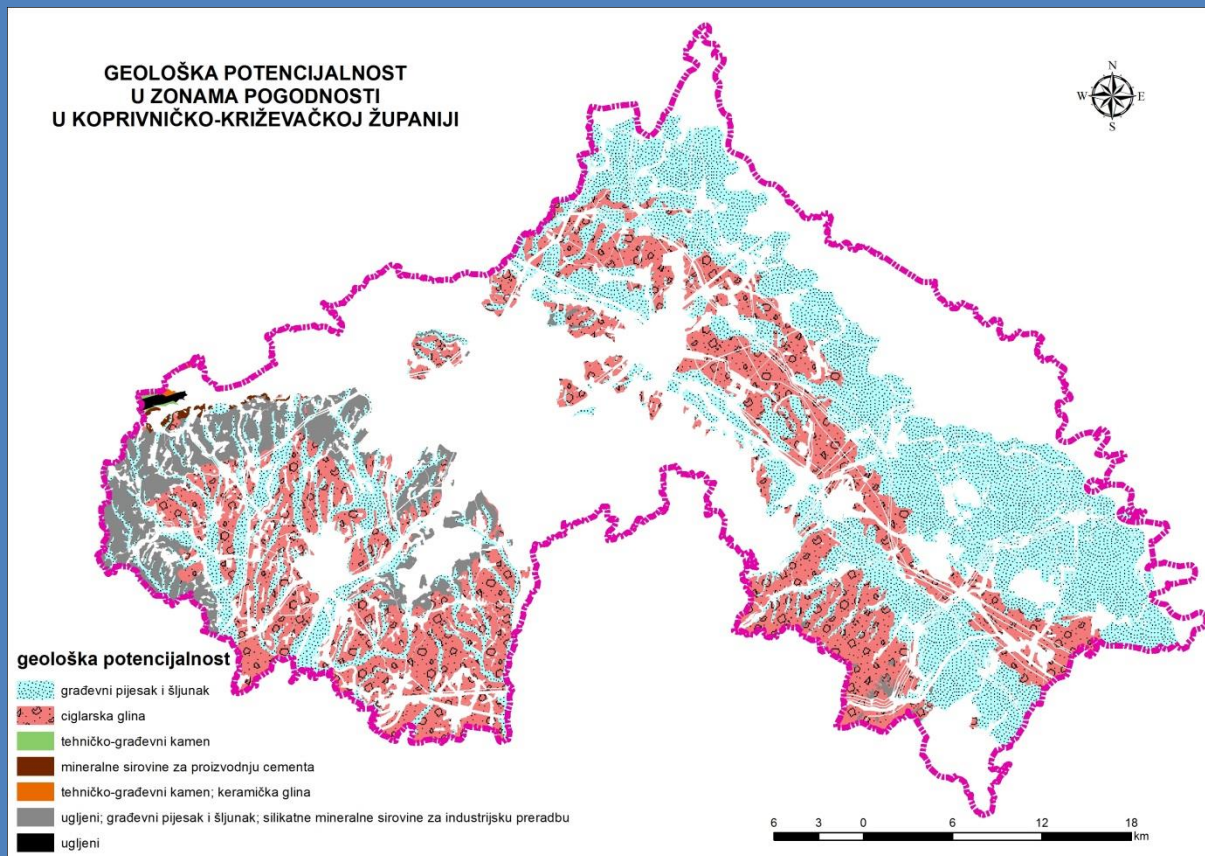 GEOLOŠKA POTENCIJALNOST
U ZONAMA POGODNOSTI
U KOPRIVNIČKO-KRIŽEVAČKOJ ŽUPANIJI
N
W E
S
geološka potencijalnost
građevni pijesak i šljunak
ciglarska glina
tehničko-građevni kamen
mineralne sirovine za proizvodnju cementa
tehničko-građevni kamen; keramička glina
ugljeni; građevni pijesak i šljunak; silikatne mineralne sirovine za industrijsku preradbu
ugljeni
6 3 0 6 12 18
km